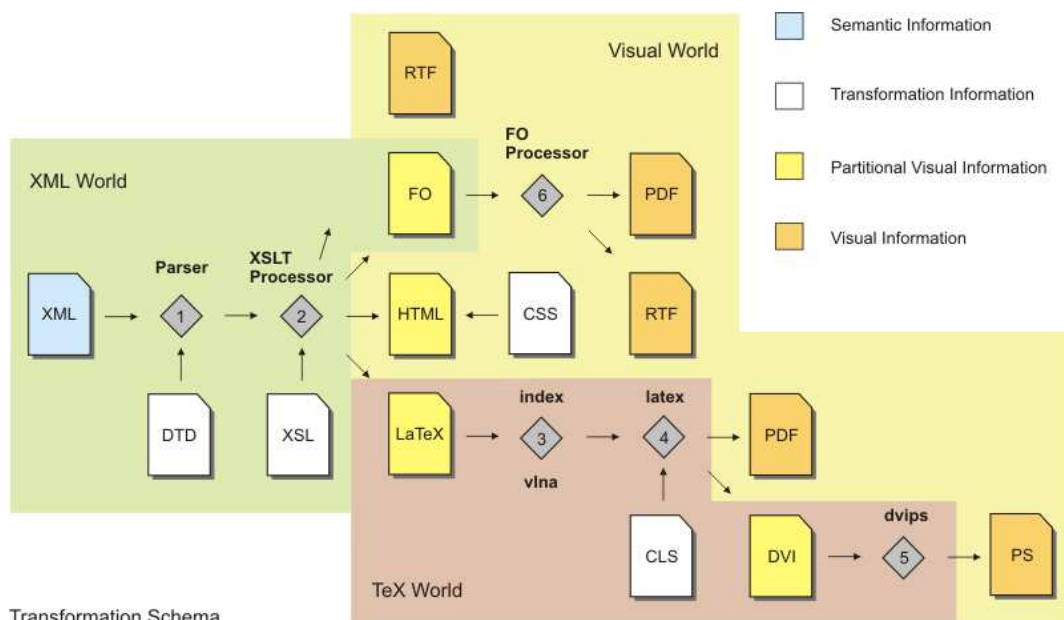 Visual World
Semantic Information
RTF
Transformation Information
FO
Processor
XML World
FO
6
PDF
Partitional Visual Information
Visual Information
Parser
XSLT
Processor
XML
1
2
HTML
CSS
RTF
DTD
XSL
LaTeX
index
3
vlna
latex
4
PDF
CLS
DVI
dvips
5
PS
TeX World
Transformation Schema